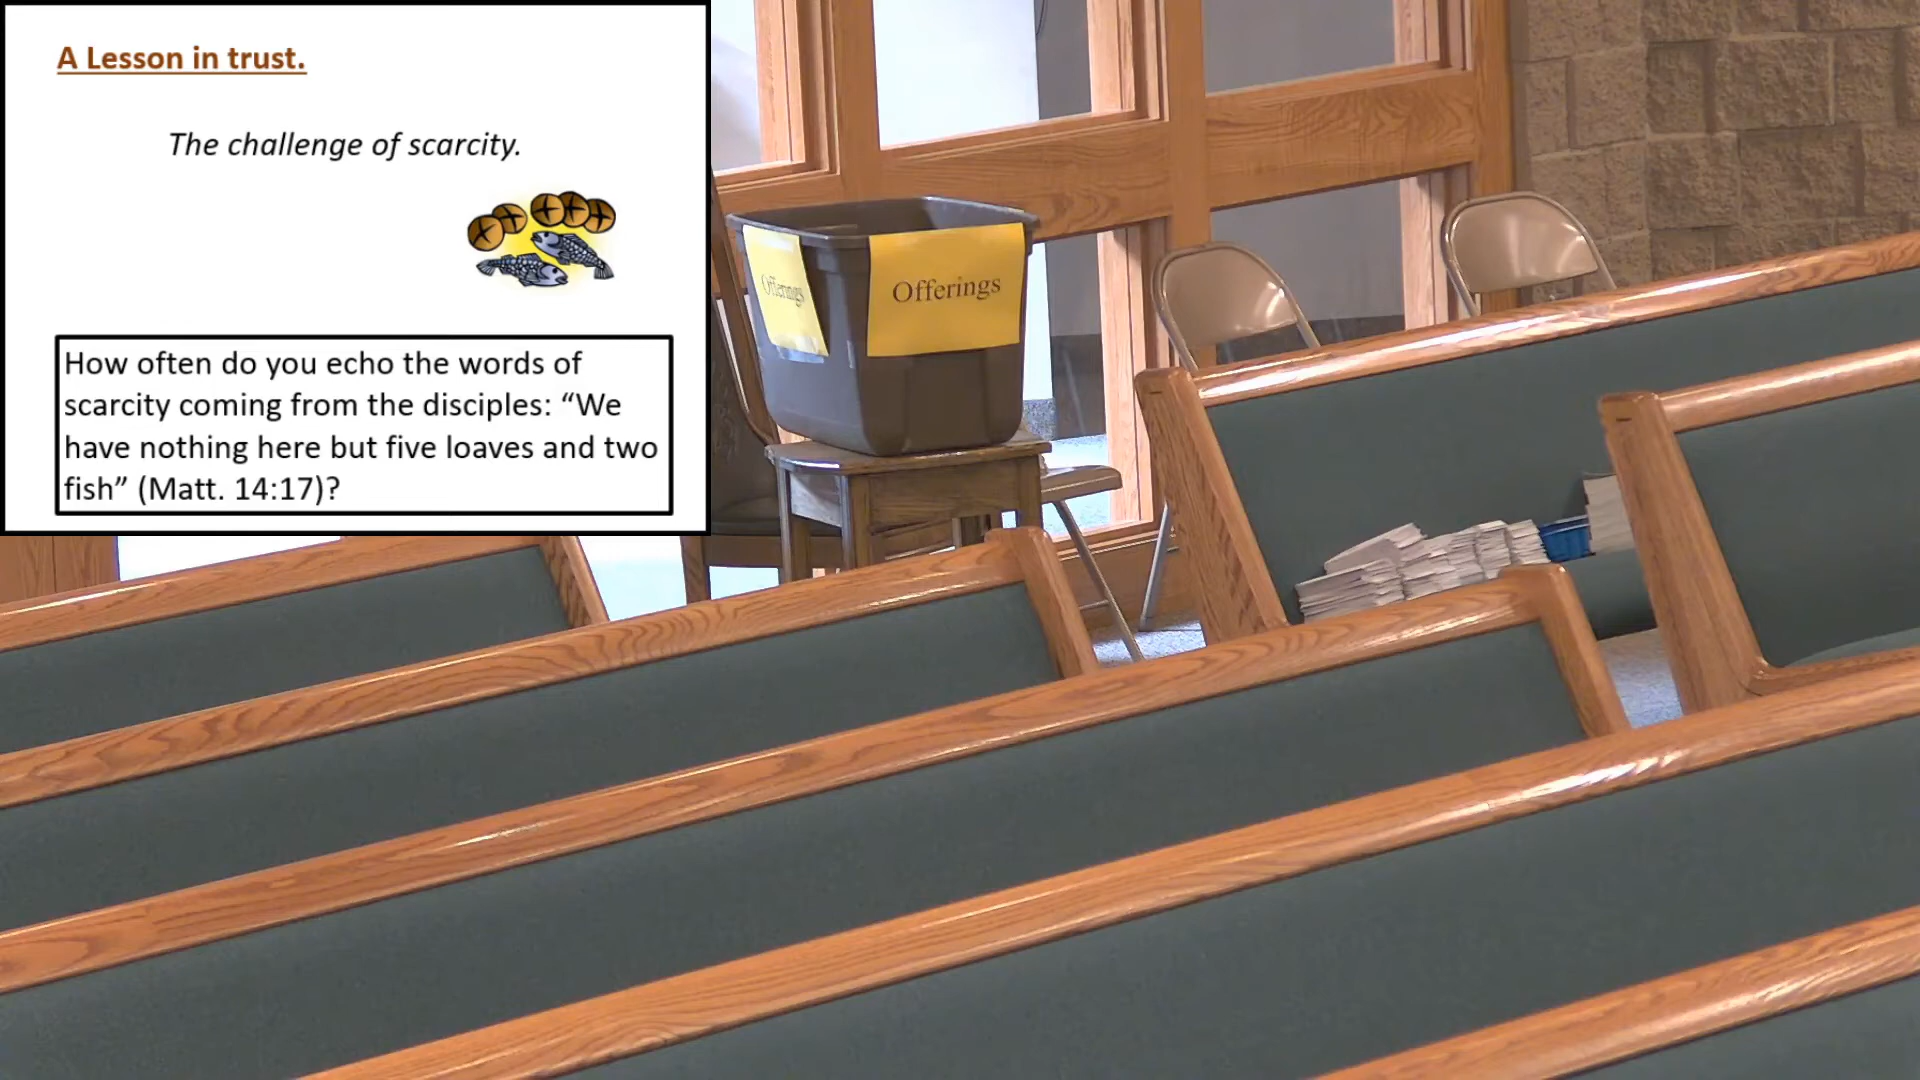 A Lesson in trust.
The challenge of scarcity.
How often do you echo the words of
scarcity coming from the disciples: “We
have nothing here but five loaves and two
fish” (Matt. 14:17)?
Offerings
Offerings